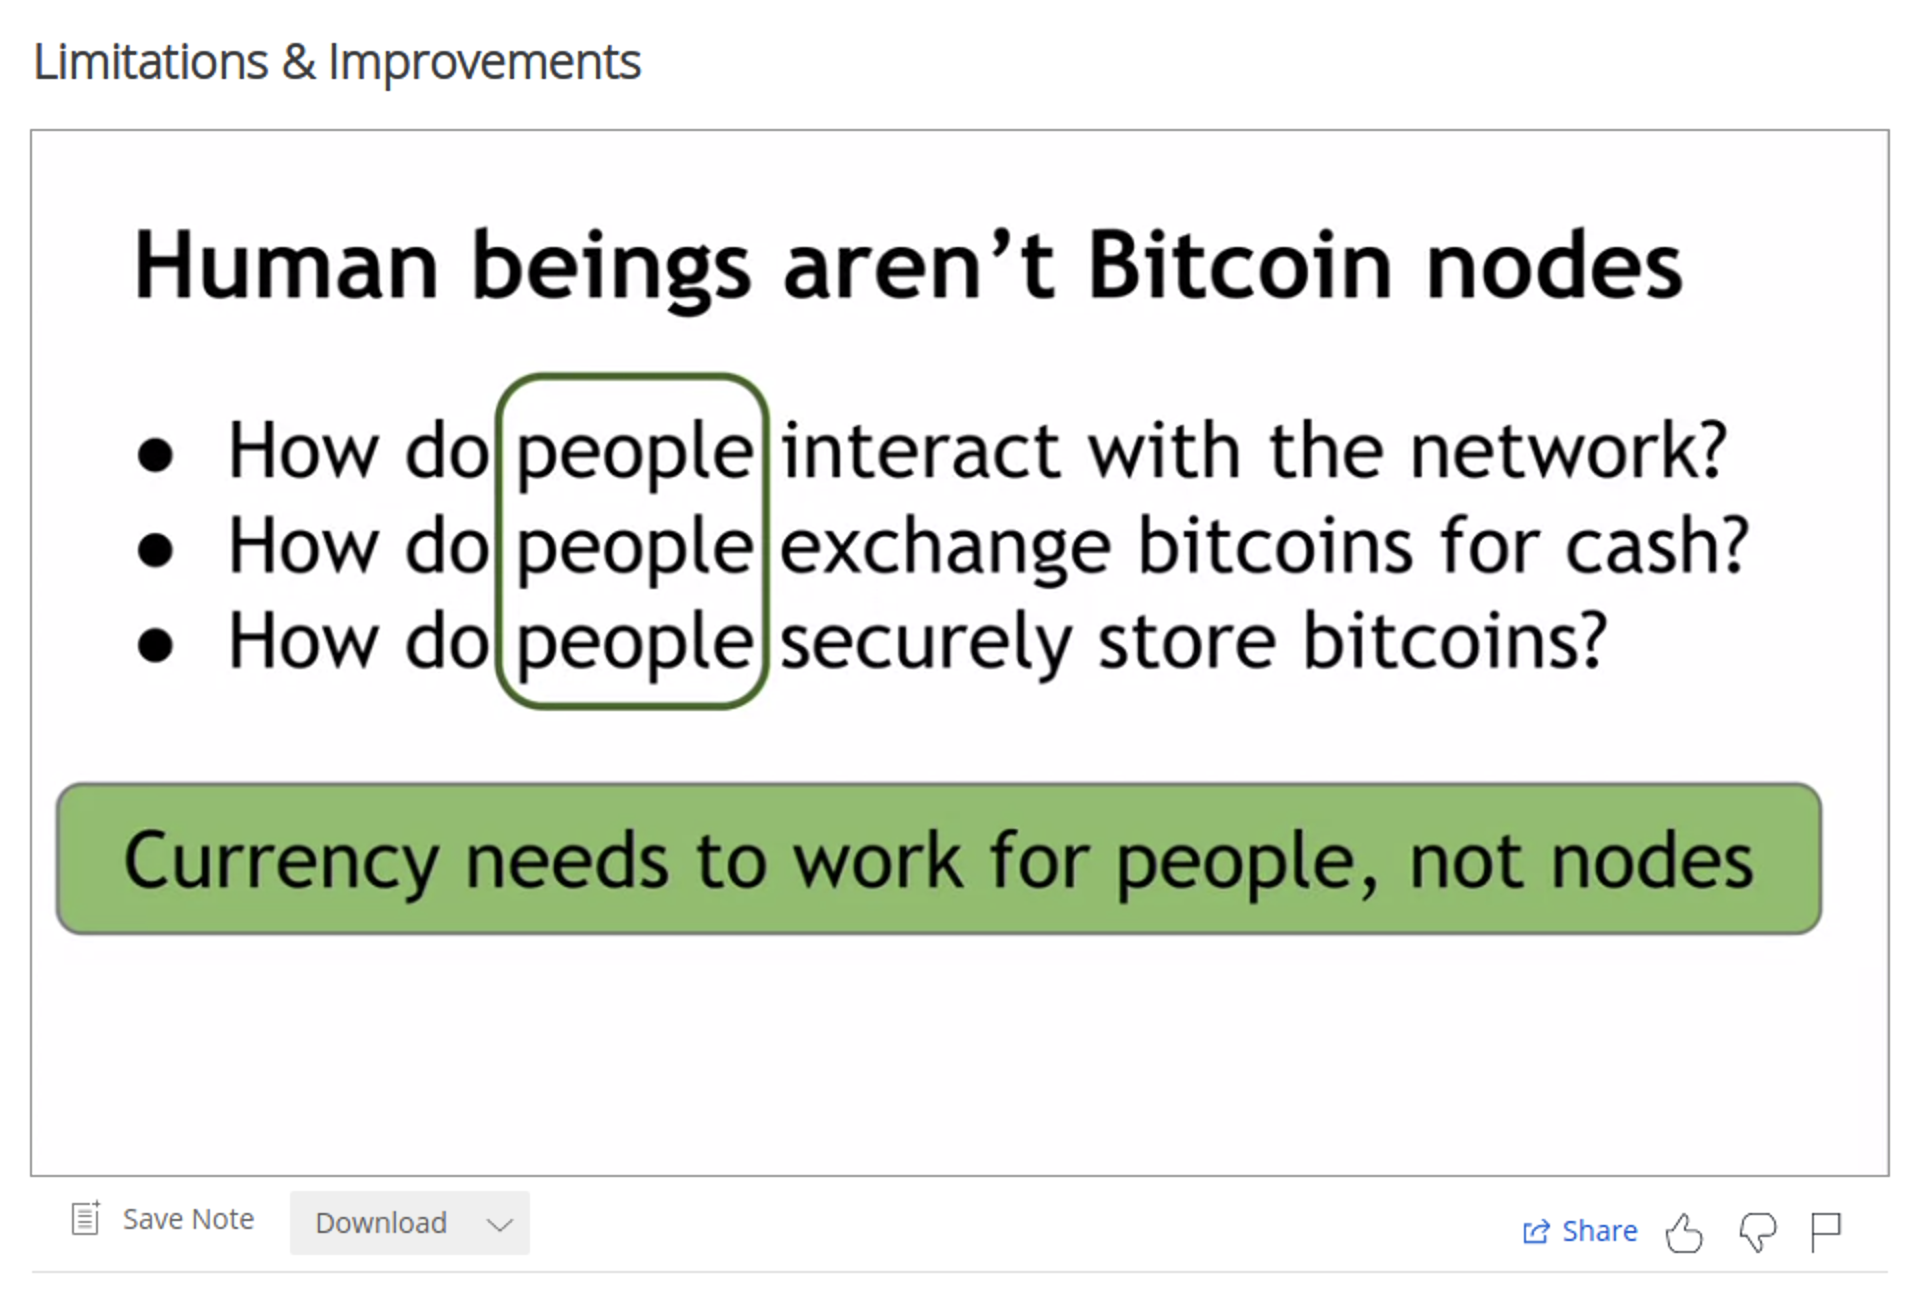 Limitations & Improvements
Human beings aren’t Bitcoin nodes
● How do people interact with the network?
● How do people exchange bitcoins for cash?
● How do people securely store bitcoins?
Currency needs to work for people, not nodes
Save Note Download Share